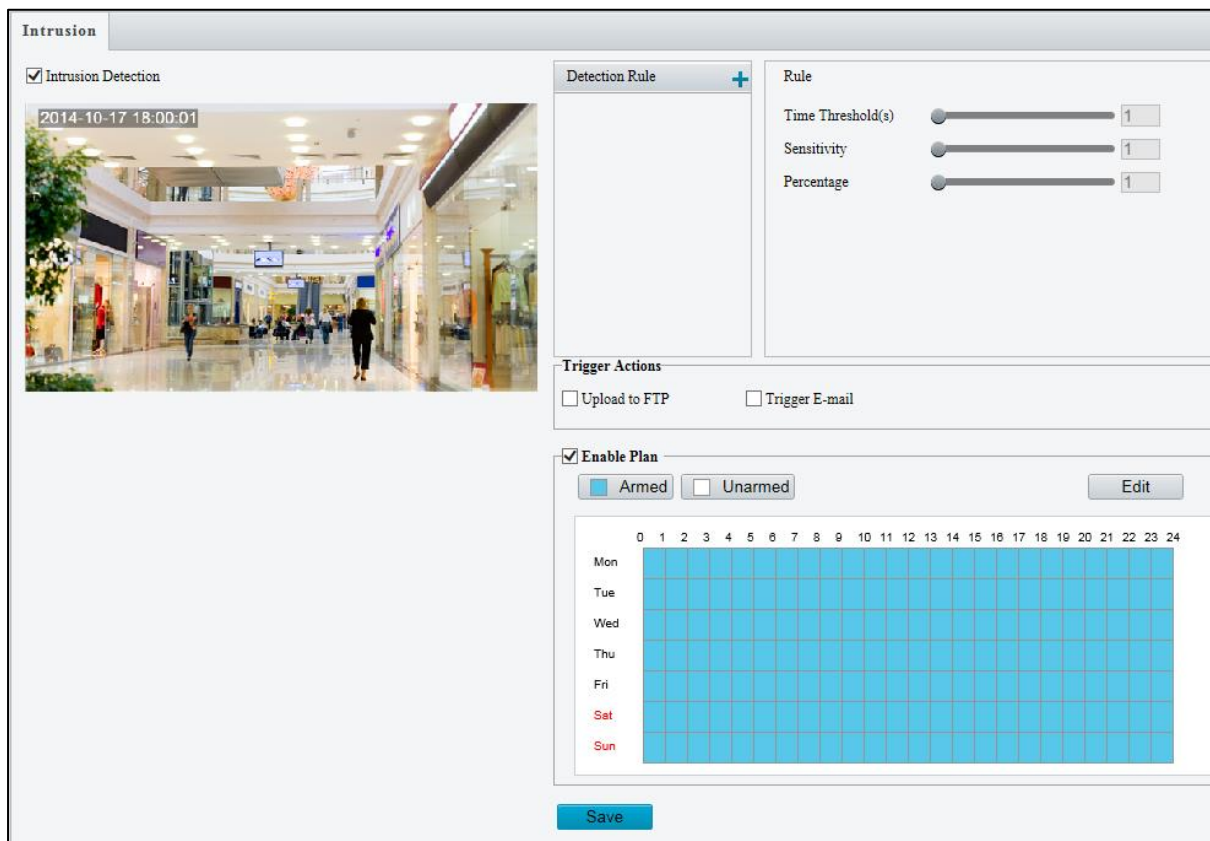 Intrusion
Intrusion Detection
2014-10-17 18:00:01
Detection Rule
Rule
Time Threshold(s) 1
Sensitivity 1
Percentage 1
Trigger Actions
Upload to FTP Trigger E-mail
Enable Plan
Armed Unarmed Edit
0 1 2 3 4 5 6 7 8 9 10 11 12 13 14 15 16 17 18 19 20 21 22 23 24
Mon
Tue
Wed
Thu
Fri
Sat
Sun
Save